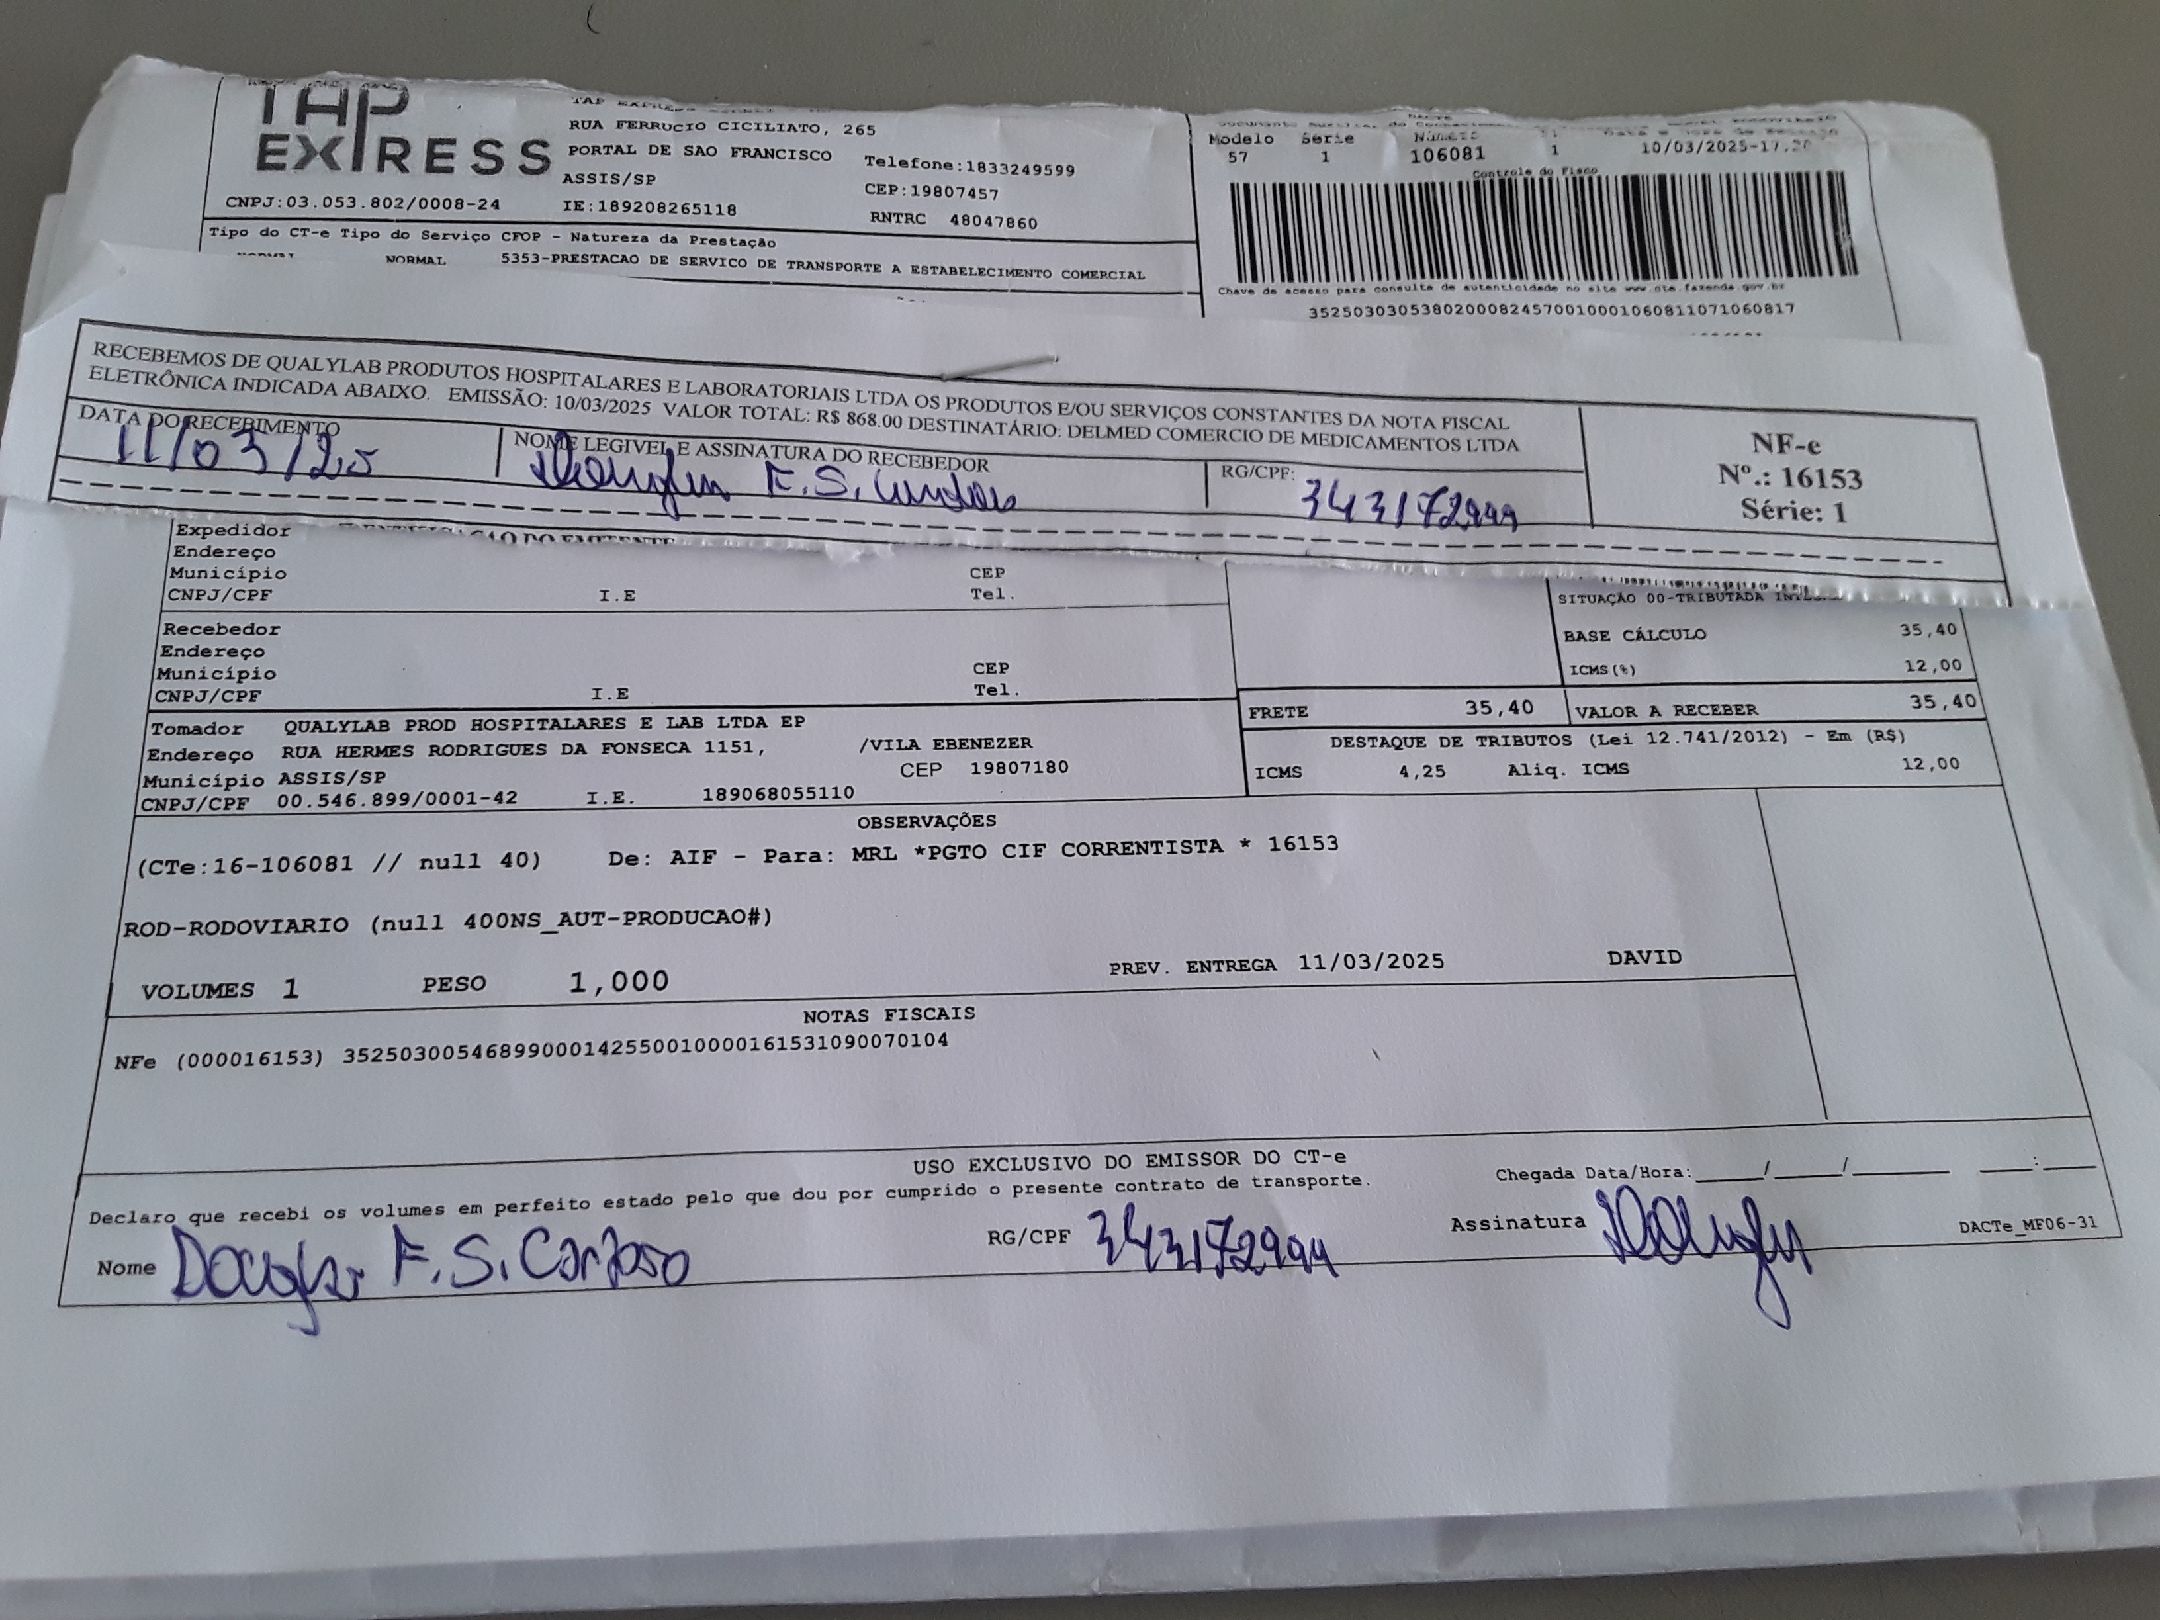 TAP
EXPRESS
RUA FERRUCIO CICILIATO, 265
PORTAL DE SAO FRANCISCO Telefone:1833249599
ASSIS/SP CEP:19807457
CNPJ:03.053.802/0008-24 IE:189208265118 RNTRC 48047860
Modelo Série Número
57 1 106081 1 10/03/2025-17
Controle do Fisco
Chave de acesso para consulta de autenticidade no site www.cte.fazenda.gov.br
35250303053802000824570010001060811071060817
Tipo do CT-e Tipo do Serviço CFOP - Natureza da Prestação
NORMAL NORMAL 5353-PRESTACAO DE SERVICO DE TRANSPORTE A ESTABELECIMENTO COMERCIAL
RECEBEMOS DE QUALYLAB PRODUTOS HOSPITALARES E LABORATORIAIS LTDA OS PRODUTOS E/OU SERVIÇOS CONSTANTES DA NOTA FISCAL
ELETRÔNICA INDICADA ABAIXO. EMISSÃO: 10/03/2025 VALOR TOTAL: R$ 868.00 DESTINATÁRIO: DELMED COMERCIO DE MEDICAMENTOS LTDA
DATA DO RECEBIMENTO
11/03/25
NOME LEGIVEL E ASSINATURA DO RECEBEDOR
F.S.
RG/CPF:
343172999
NF-e
Nº.: 16153
Série: 1
Expedidor
Endereço
Município CEP
CNPJ/CPF I.E Tel.
Recebedor
Endereço
Município CEP
CNPJ/CPF I.E Tel.
SITUAÇÃO 00-TRIBUTADA
BASE CÁLCULO 35,40
ICMS(%) 12,00
FRETE 35,40 VALOR A RECEBER 35,40
DESTAQUE DE TRIBUTOS (Lei 12.741/2012) - Em (R$)
ICMS 4,25 Aliq. ICMS 12,00
Tomador QUALYLAB PROD HOSPITALARES E LAB LTDA EP
Endereço RUA HERMES RODRIGUES DA FONSECA 1151, /VILA EBENEZER
Município ASSIS/SP CEP 19807180
CNPJ/CPF 00.546.899/0001-42 I.E. 189068055110
OBSERVAÇÕES
(CTe:16-106081 // null 40) De: AIF - Para: MRL *PGTO CIF CORRENTISTA * 16153
ROD-RODOVIARIO (null 400NS_AUT-PRODUCAO#)
VOLUMES 1 PESO 1,000 PREV. ENTREGA 11/03/2025 DAVID
NOTAS FISCAIS
NFe (000016153) 35250300546899000142550010000161531090070104
USO EXCLUSIVO DO EMISSOR DO CT-e
Declaro que recebi os volumes em perfeito estado pelo que dou por cumprido o presente contrato de transporte.
Chegada Data/Hora:____/____/______ ___:___
Nome Douglas F.S. Cardoso RG/CPF 343172999 Assinatura
DACTe_MF06-31